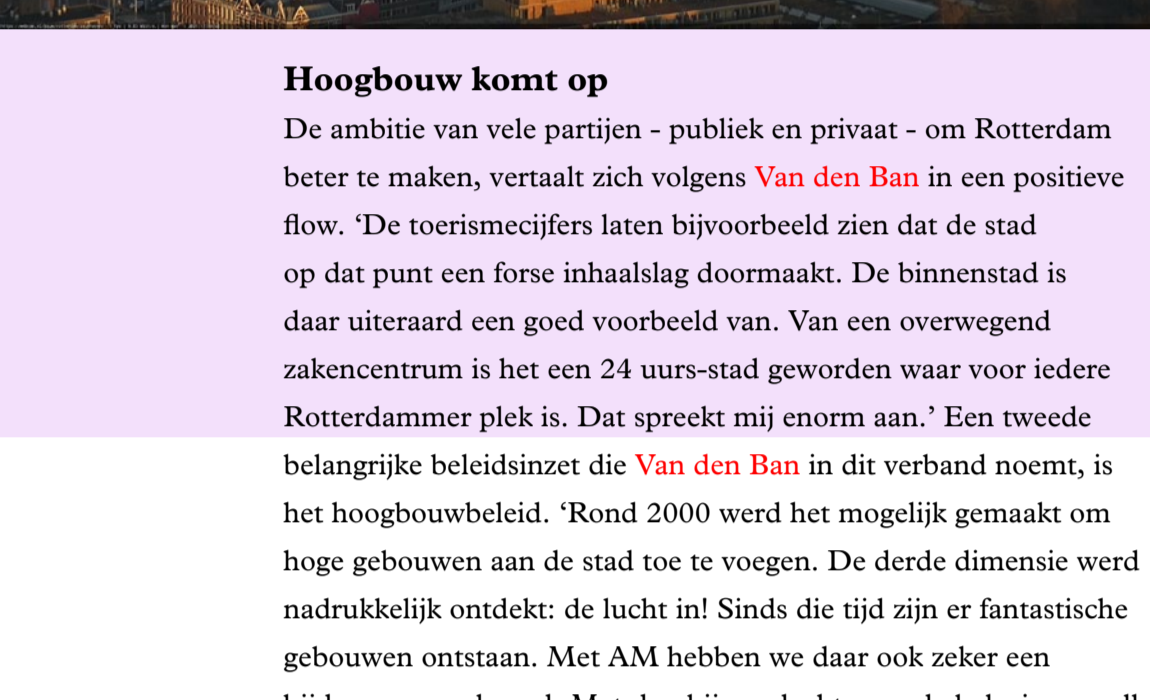 Hoogbouw komt op
De ambitie van vele partijen - publiek en privaat - om Rotterdam
beter te maken, vertaalt zich volgens Van den Ban in een positieve
flow. ‘De toerismecijfers laten bijvoorbeeld zien dat de stad
op dat punt een forse inhaalslag doormaakt. De binnenstad is
daar uiteraard een goed voorbeeld van. Van een overwegend
zakencentrum is het een 24 uurs-stad geworden waar voor iedere
Rotterdammer plek is. Dat spreekt mij enorm aan.’ Een tweede
belangrijke beleidsinzet die Van den Ban in dit verband noemt, is
het hoogbouwbeleid. ‘Rond 2000 werd het mogelijk gemaakt om
hoge gebouwen aan de stad toe te voegen. De derde dimensie werd
nadrukkelijk ontdekt: de lucht in! Sinds die tijd zijn er fantastische
gebouwen ontstaan. Met AM hebben we daar ook zeker een